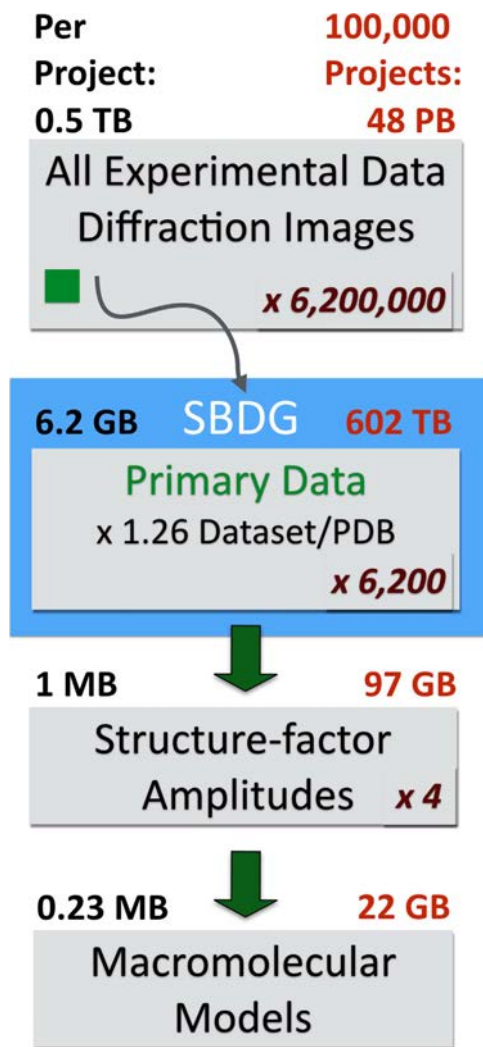 Per 100,000
Project: Projects:
0.5 TB 48 PB
All Experimental Data
Diffraction Images
x 6,200,000
6.2 GB SBDG 602 TB
Primary Data
x 1.26 Dataset/PDB
x 6,200
1 MB 97 GB
Structure-factor
Amplitudes x 4
0.23 MB 22 GB
Macromolecular
Models